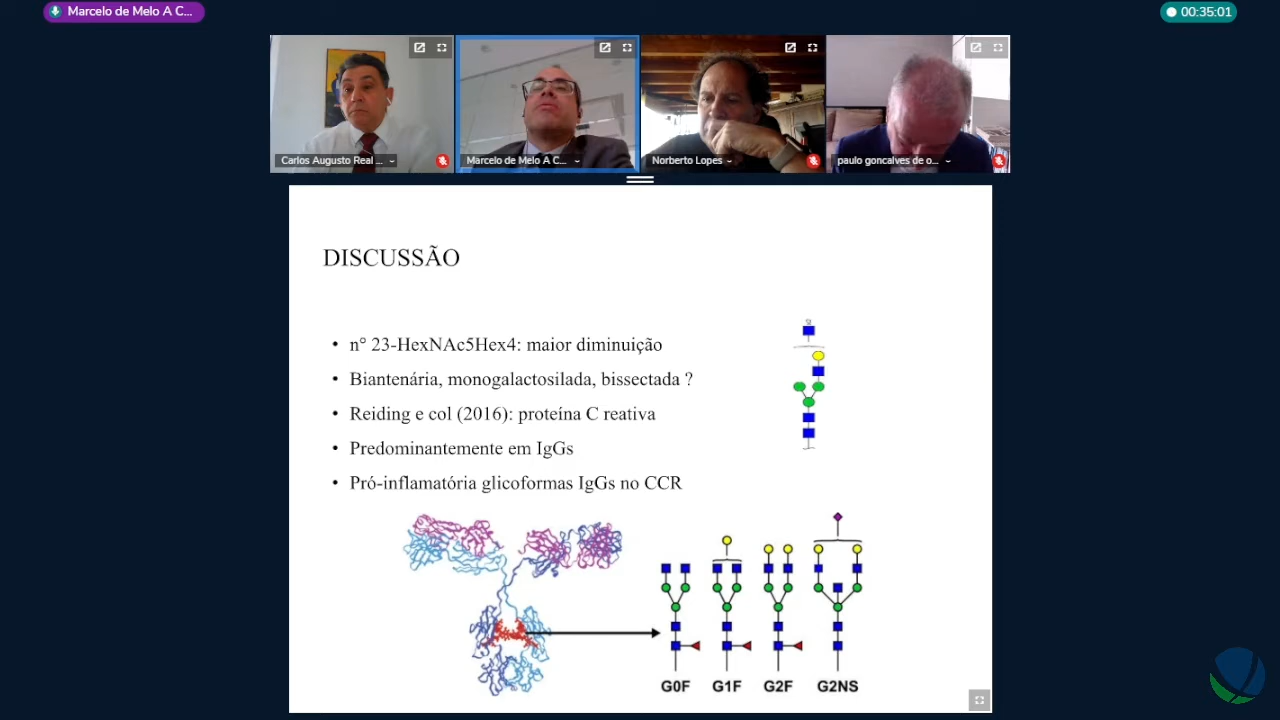 Marcelo de Melo A C...
00:35:01
Carlos Augusto Real ...
Marcelo de Melo A C...
Norberto Lopes
paulo goncalves de o...
DISCUSSÃO
• n° 23-HexNAc5Hex4: maior diminuição
• Biantenária, monogalactosilada, bissectada ?
• Reiding e col (2016): proteína C reativa
• Predominantemente em IgGs
• Pró-inflamatória glicoformas IgGs no CCR
G0F G1F G2F G2NS